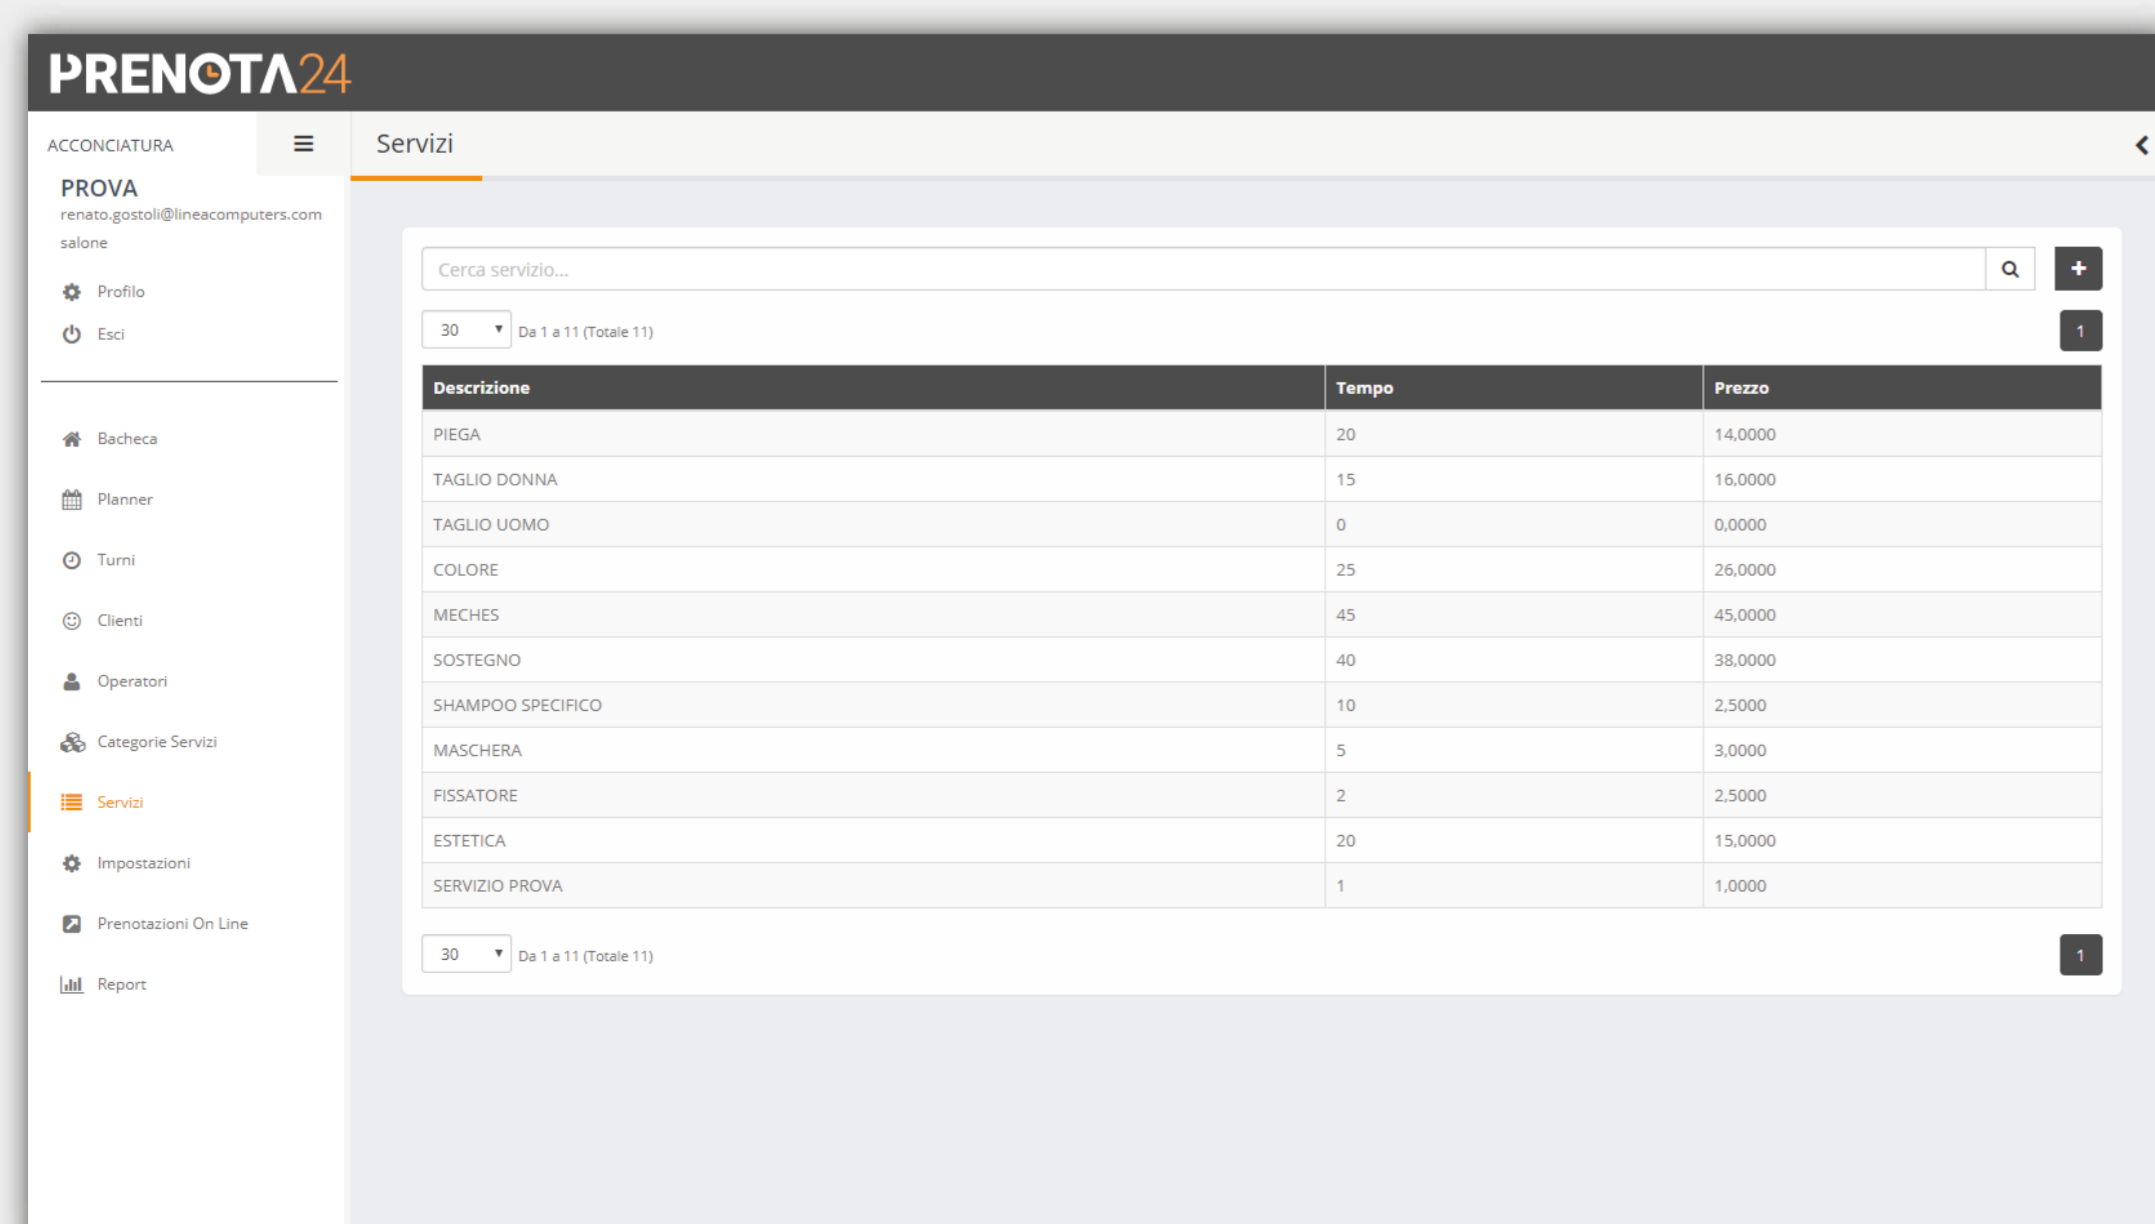 PRENOTA24
ACCONCIATURA
Servizi
PROVA
renato.gostoli@lineacomputers.com
salone
Profilo
Esci
Bacheca
Planner
Turni
Clienti
Operatori
Categorie Servizi
Servizi
Impostazioni
Prenotazioni On Line
Report
Cerca servizio...
30 Da 1 a 11 (Totale 11) 1
Descrizione Tempo Prezzo
PIEGA 20 14,0000
TAGLIO DONNA 15 16,0000
TAGLIO UOMO 0 0,0000
COLORE 25 26,0000
MECHES 45 45,0000
SOSTEGNO 40 38,0000
SHAMPOO SPECIFICO 10 2,5000
MASCHERA 5 3,0000
FISSATORE 2 2,5000
ESTETICA 20 15,0000
SERVIZIO PROVA 1 1,0000
30 Da 1 a 11 (Totale 11) 1